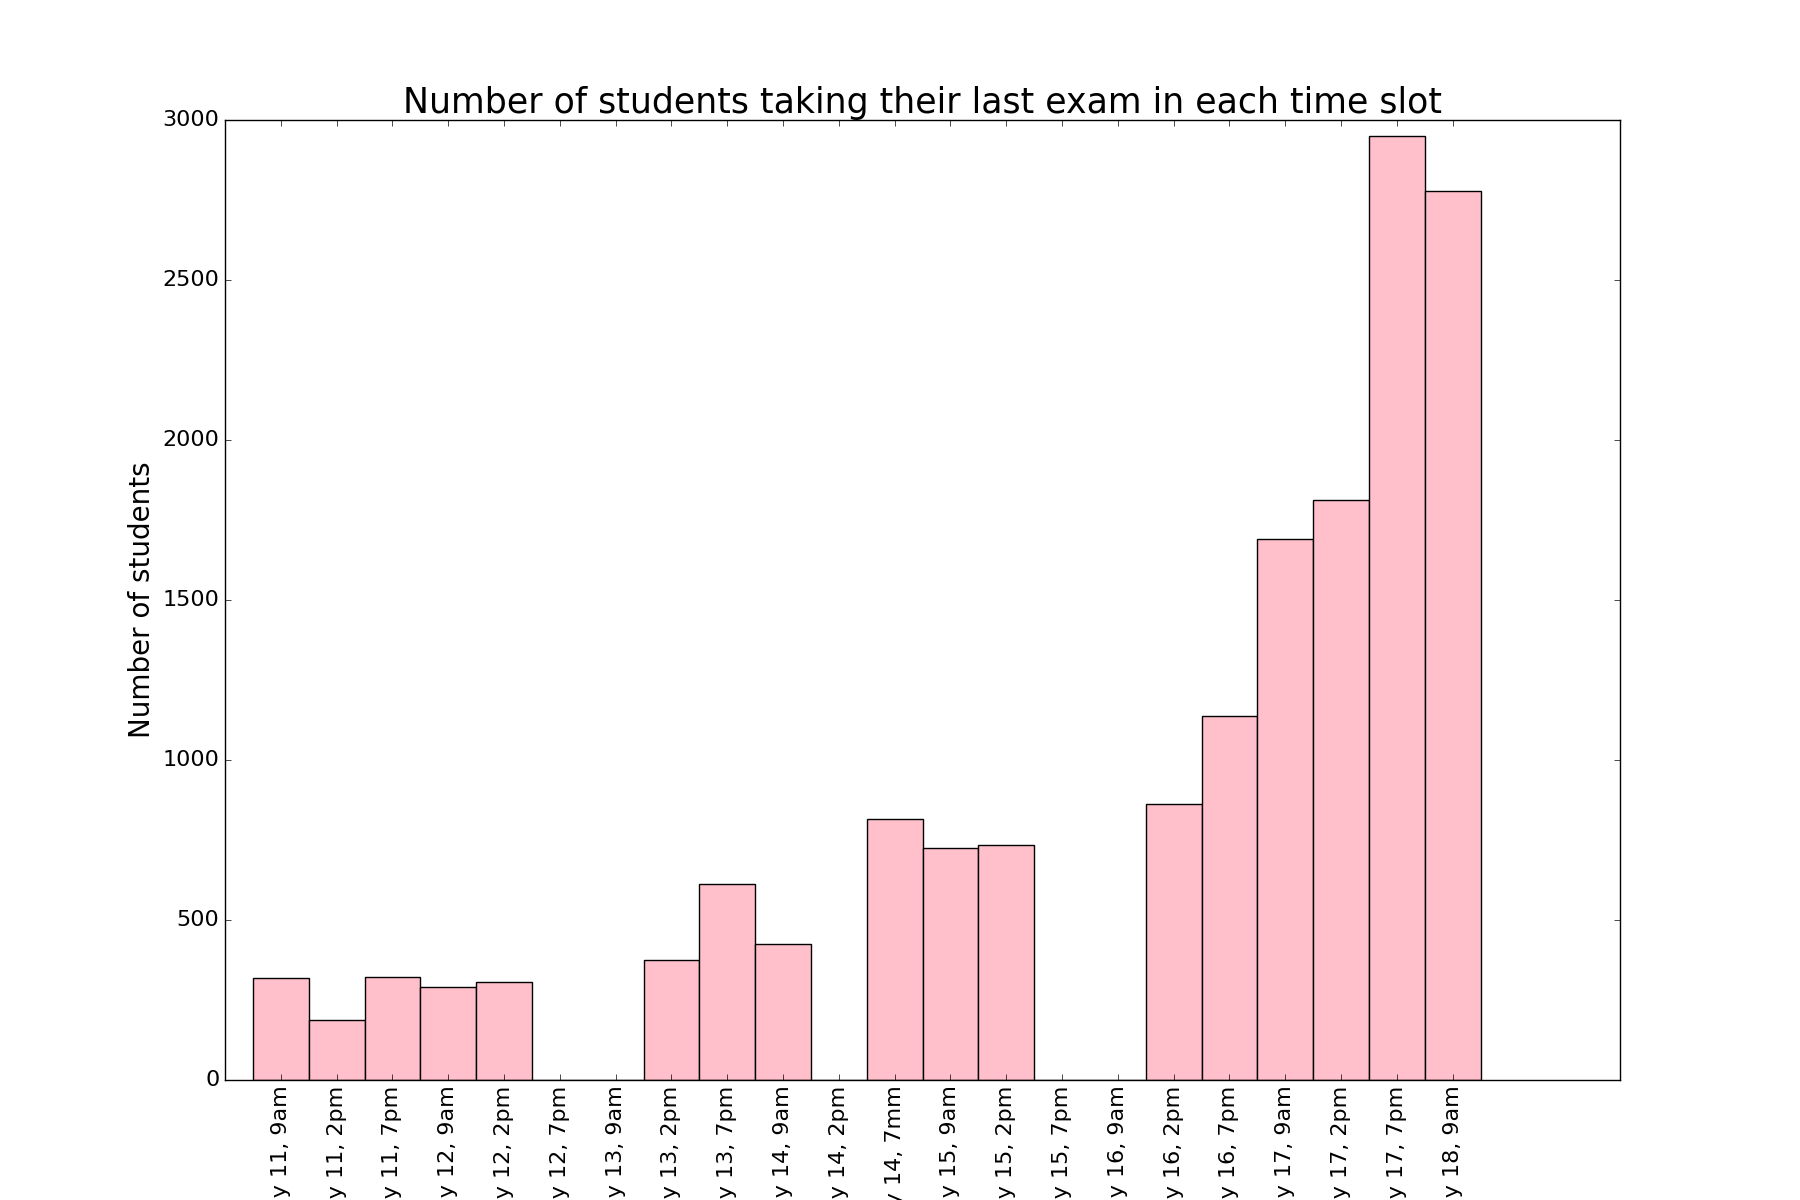 Number of students taking their last exam in each time slot
Number of students
3000
2500
2000
1500
1000
500
0
y 11, 9am
y 11, 2pm
y 11, 7pm
y 12, 9am
y 12, 2pm
y 12, 7pm
y 13, 9am
y 13, 2pm
y 13, 7pm
y 14, 9am
y 14, 2pm
y 14, 7mm
y 15, 9am
y 15, 2pm
y 15, 7pm
y 16, 9am
y 16, 2pm
y 16, 7pm
y 17, 9am
y 17, 2pm
y 17, 7pm
y 18, 9am